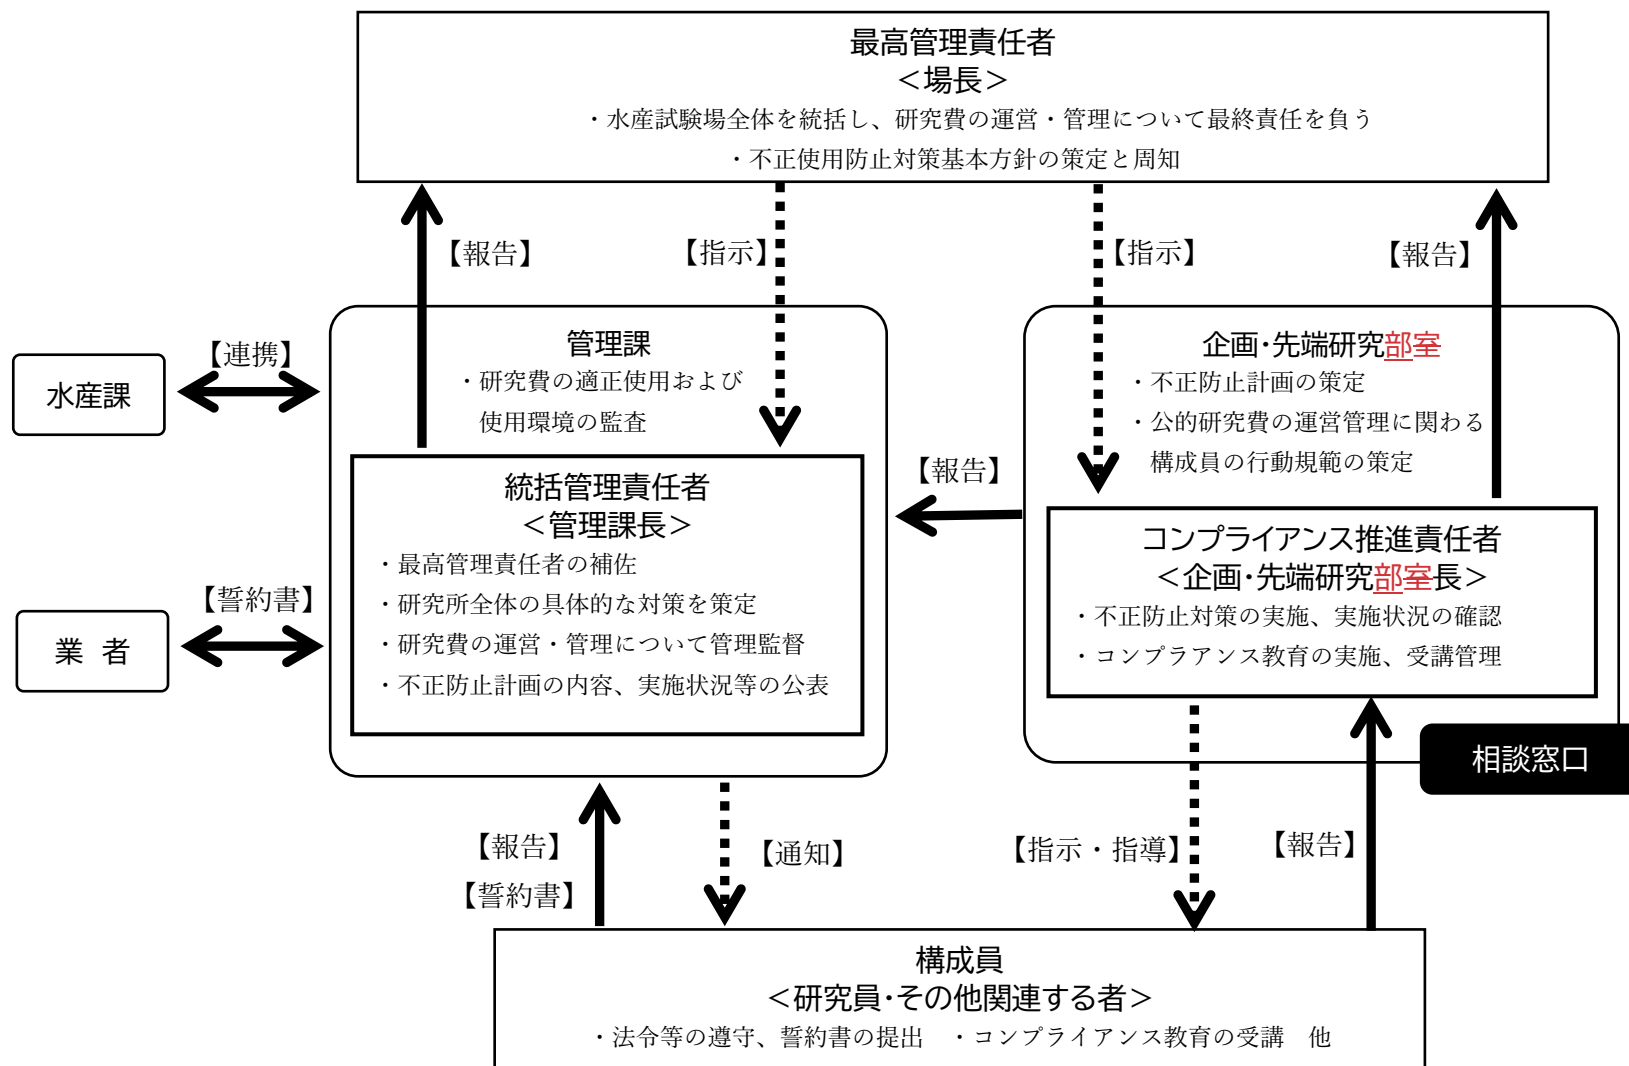 最高管理責任者
＜場長＞
・水産試験場全体を統括し、研究費の運営・管理について最終責任を負う
・不正使用防止対策基本方針の策定と周知
【報告】
【指示】
【指示】
【報告】
管理課
・研究費の適正使用および
使用環境の監査
企画・先端研究部室
・不正防止計画の策定
・公的研究費の運営管理に関わる
構成員の行動規範の策定
【連携】
水産課
【報告】
統括管理責任者
＜管理課長＞
・最高管理責任者の補佐
・研究所全体の具体的な対策を策定
・研究費の運営・管理について管理監督
・不正防止計画の内容、実施状況等の公表
コンプライアンス推進責任者
＜企画・先端研究部室長＞
・不正防止対策の実施、実施状況の確認
・コンプラアンス教育の実施、受講管理
【誓約書】
業 者
相談窓口
【報告】
【誓約書】
【通知】
【指示・指導】
【報告】
構成員
＜研究員・その他関連する者＞
・法令等の遵守、誓約書の提出　・コンプライアンス教育の受講　他